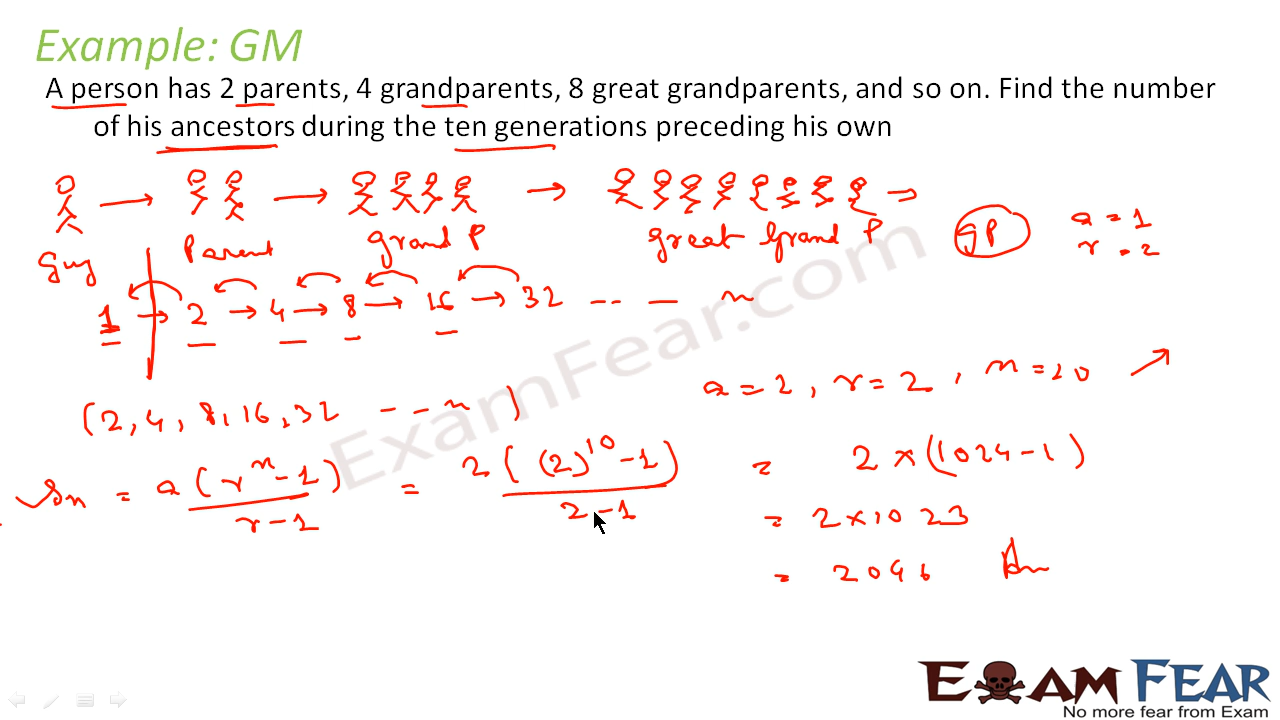 Example: GM
A person has 2 parents, 4 grandparents, 8 great grandparents, and so on. Find the number
of his ancestors during the ten generations preceding his own
Guy Parent Grand P Great Grand P
GP
a = 1
r = 2
1 → 2 → 4 → 8 → 16 → 32 -- — n
a = 2 , r = 2 , n = 10
(2, 4, 8, 16, 32 - - n )
Sn = a ( r^n - 1 ) / r - 1 = 2 ( (2)^10 - 1 ) / 2 - 1 = 2 × (1024 - 1)
= 2 × 1023
= 2046 Ans
ExamFear.com
EXAM FEAR
No more fear from Exam